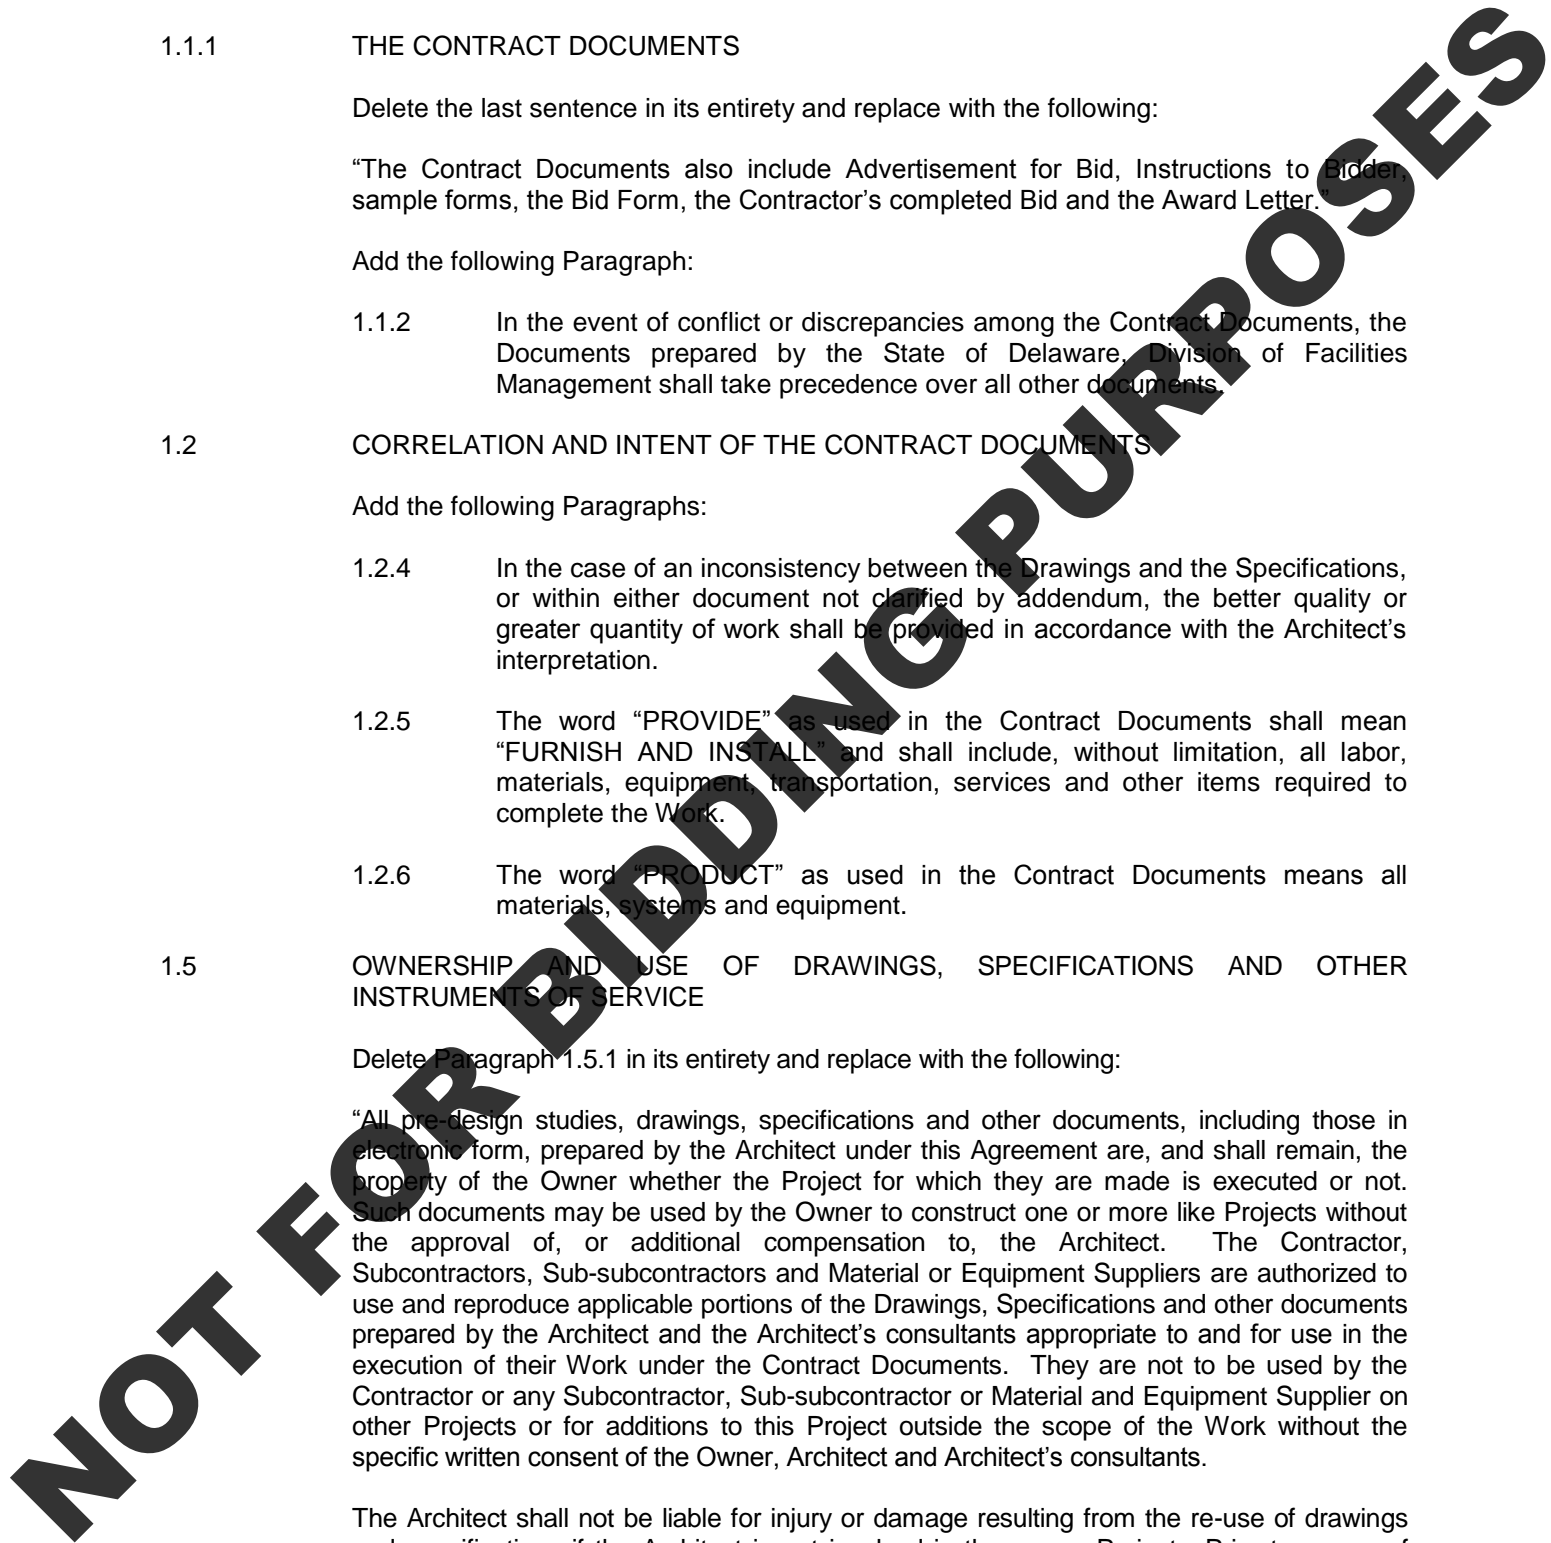 1.1.1 THE CONTRACT DOCUMENTS
Delete the last sentence in its entirety and replace with the following:
“The Contract Documents also include Advertisement for Bid, Instructions to Bidder,
sample forms, the Bid Form, the Contractor’s completed Bid and the Award Letter.”
Add the following Paragraph:
1.1.2 In the event of conflict or discrepancies among the Contract Documents, the
Documents prepared by the State of Delaware, Division of Facilities
Management shall take precedence over all other documents.
1.2 CORRELATION AND INTENT OF THE CONTRACT DOCUMENTS
Add the following Paragraphs:
1.2.4 In the case of an inconsistency between the Drawings and the Specifications,
or within either document not clarified by addendum, the better quality or
greater quantity of work shall be provided in accordance with the Architect’s
interpretation.
1.2.5 The word “PROVIDE” as used in the Contract Documents shall mean
“FURNISH AND INSTALL” and shall include, without limitation, all labor,
materials, equipment, transportation, services and other items required to
complete the Work.
1.2.6 The word “PRODUCT” as used in the Contract Documents means all
materials, systems and equipment.
1.5 OWNERSHIP AND USE OF DRAWINGS, SPECIFICATIONS AND OTHER
INSTRUMENTS OF SERVICE
Delete Paragraph 1.5.1 in its entirety and replace with the following:
“All pre-design studies, drawings, specifications and other documents, including those in
electronic form, prepared by the Architect under this Agreement are, and shall remain, the
property of the Owner whether the Project for which they are made is executed or not.
Such documents may be used by the Owner to construct one or more like Projects without
the approval of, or additional compensation to, the Architect. The Contractor,
Subcontractors, Sub-subcontractors and Material or Equipment Suppliers are authorized to
use and reproduce applicable portions of the Drawings, Specifications and other documents
prepared by the Architect and the Architect’s consultants appropriate to and for use in the
execution of their Work under the Contract Documents. They are not to be used by the
Contractor or any Subcontractor, Sub-subcontractor or Material and Equipment Supplier on
other Projects or for additions to this Project outside the scope of the Work without the
specific written consent of the Owner, Architect and Architect’s consultants.
The Architect shall not be liable for injury or damage resulting from the re-use of drawings
NOT FOR BIDDING PURPOSES